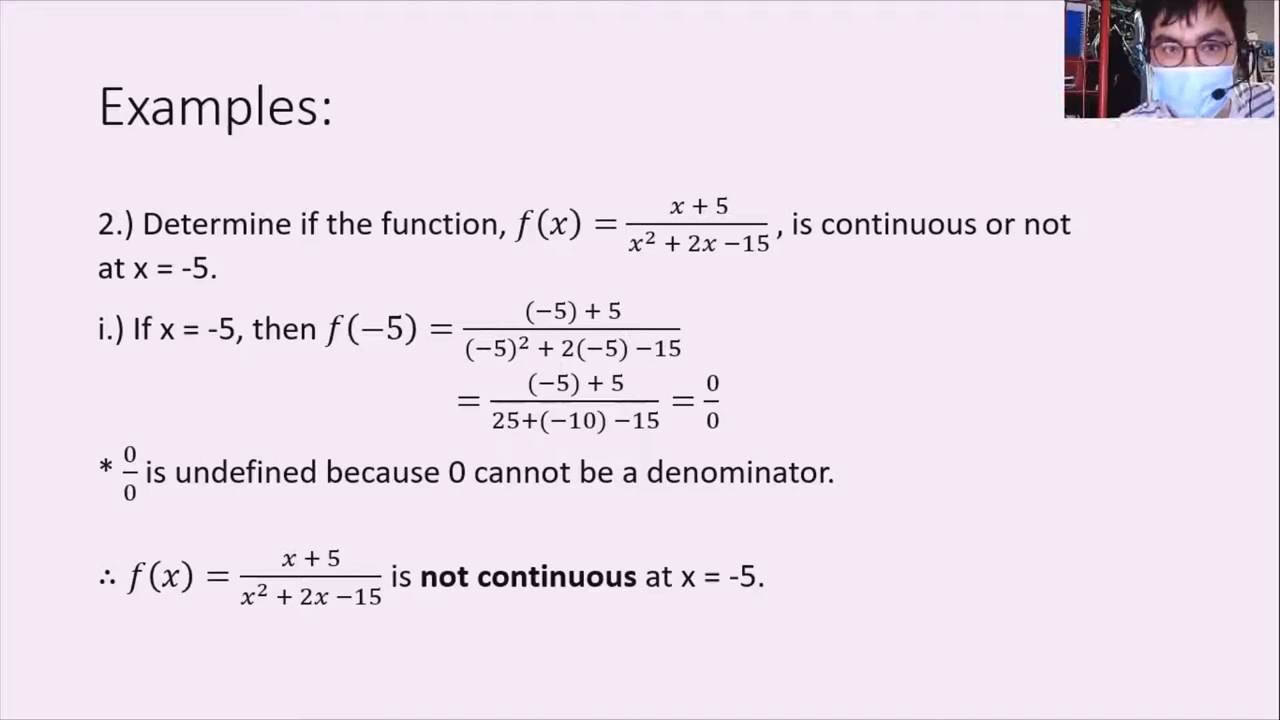 Examples:
2.) Determine if the function, f(x) = (x + 5)/(x² + 2x −15) , is continuous or not
at x = -5.
i.) If x = -5, then f(−5) = ((−5) + 5)/((−5)² + 2(−5) −15)
= ((−5) + 5)/(25+(−10) −15) = 0/0
* 0/0 is undefined because 0 cannot be a denominator.
∴ f(x) = (x + 5)/(x² + 2x −15) is not continuous at x = -5.